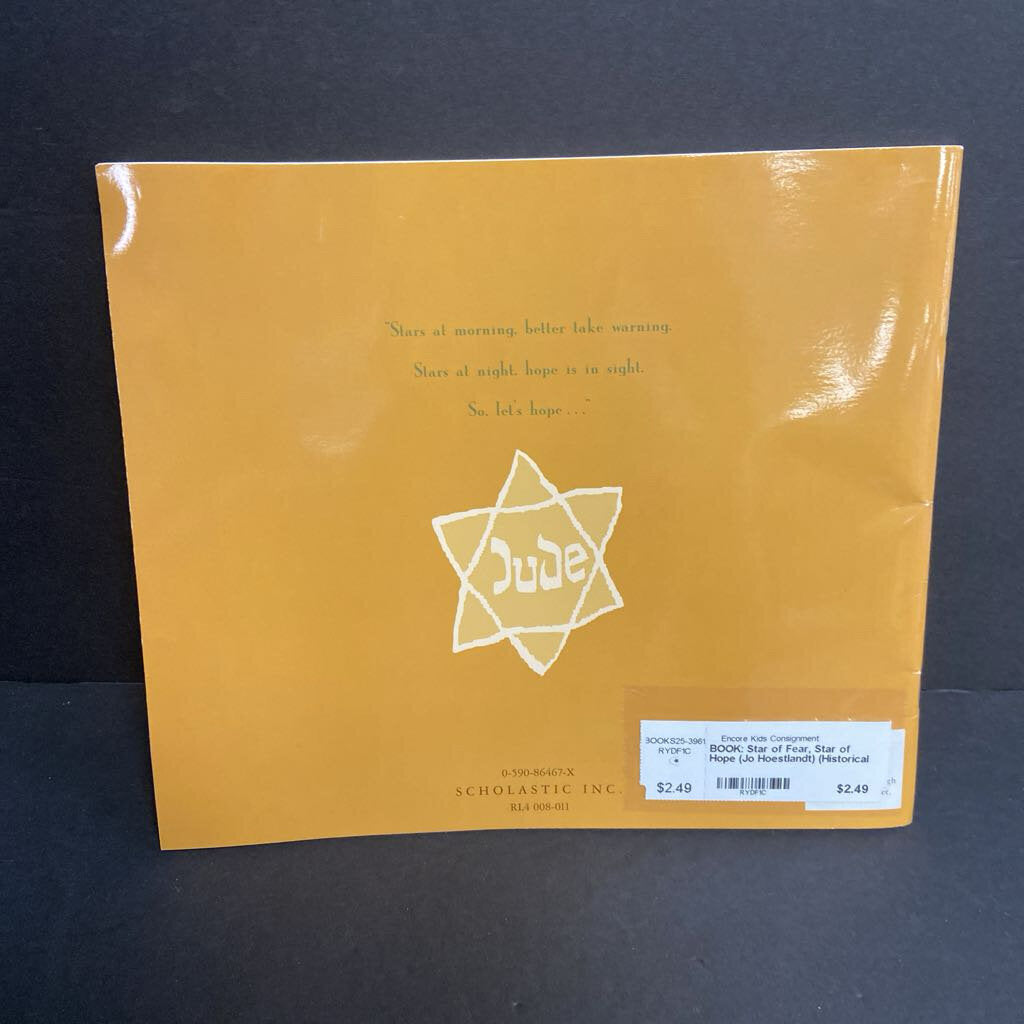 "Stars at morning, better take warning.
Stars at night, hope is in sight.
So, let's hope . . ."
Jude
0-590-86467-X
SCHOLASTIC INC.
RL4 008-011
BOOKS25-3961
RYDF1C
$2.49
Encore Kids Consignment
BOOK: Star of Fear, Star of
Hope (Jo Hoestlandt) (Historical
RYDF1C
$2.49
gh
ct.